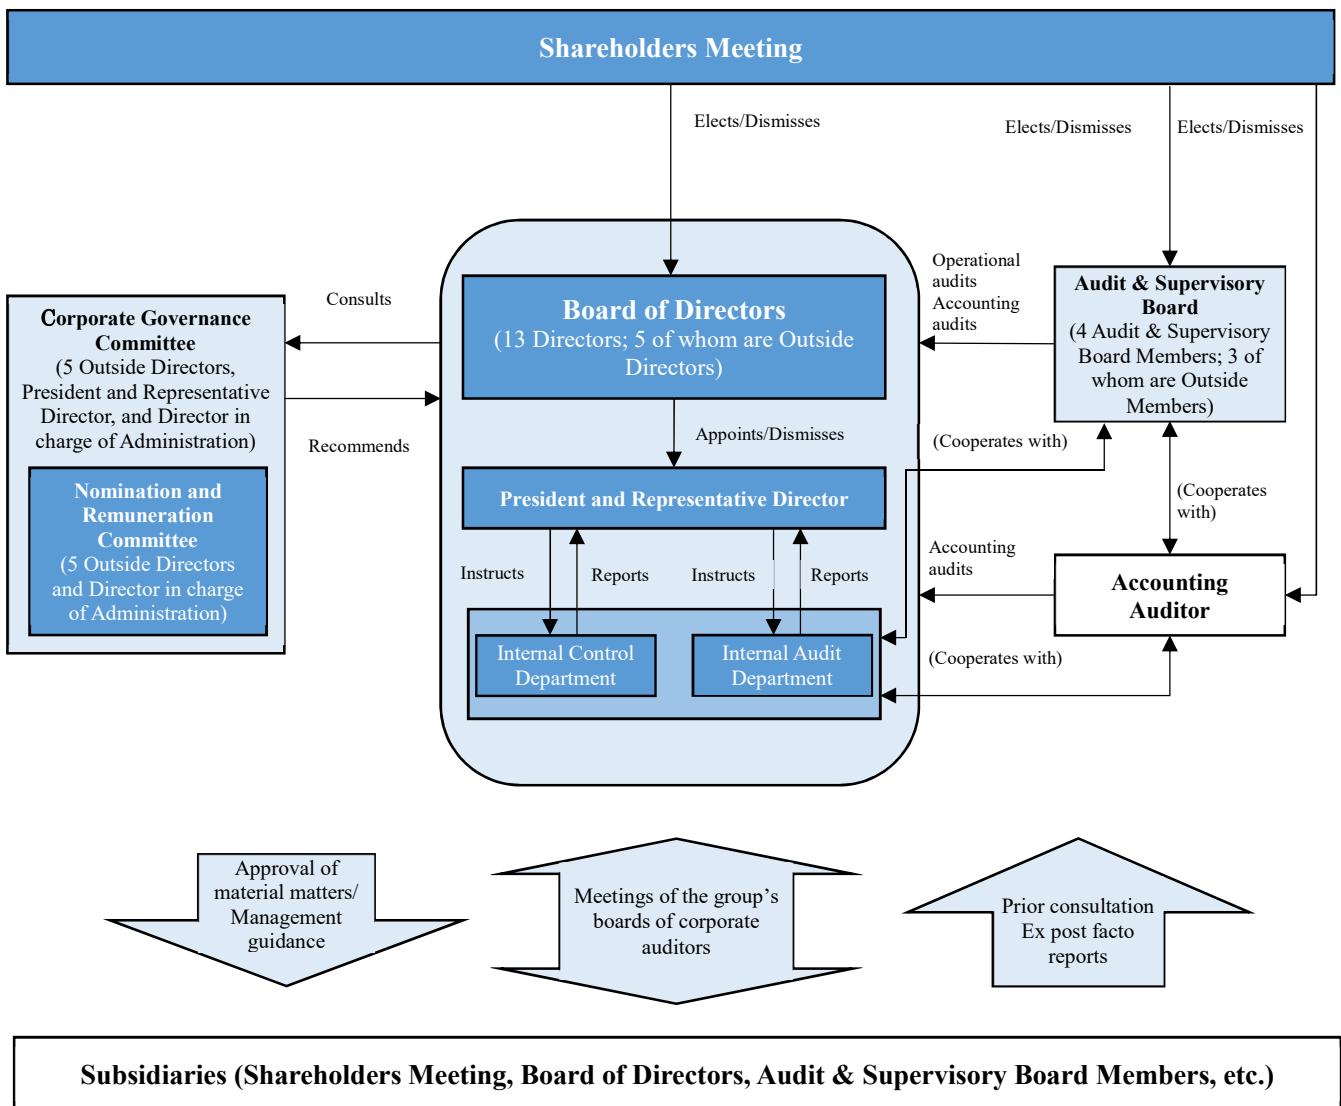 Shareholders Meeting
Elects/Dismisses
Elects/Dismisses
Elects/Dismisses
Consults
Corporate Governance
Committee
(5 Outside Directors,
President and Representative
Director, and Director in
charge of Administration)
Recommends
Nomination and
Remuneration
Committee
(5 Outside Directors
and Director in charge
of Administration)
Board of Directors
(13 Directors; 5 of whom are Outside
Directors)
Appoints/Dismisses
President and Representative Director
Instructs
Reports
Instructs
Reports
Internal Control
Department
Internal Audit
Department
Operational
audits
Accounting
audits
Audit & Supervisory
Board
(4 Audit & Supervisory
Board Members; 3 of
whom are Outside
Members)
(Cooperates with)
(Cooperates
with)
Accounting
audits
Accounting
Auditor
(Cooperates with)
Approval of
material matters/
Management
guidance
Meetings of the group’s
boards of corporate
auditors
Prior consultation
Ex post facto
reports
Subsidiaries (Shareholders Meeting, Board of Directors, Audit & Supervisory Board Members, etc.)